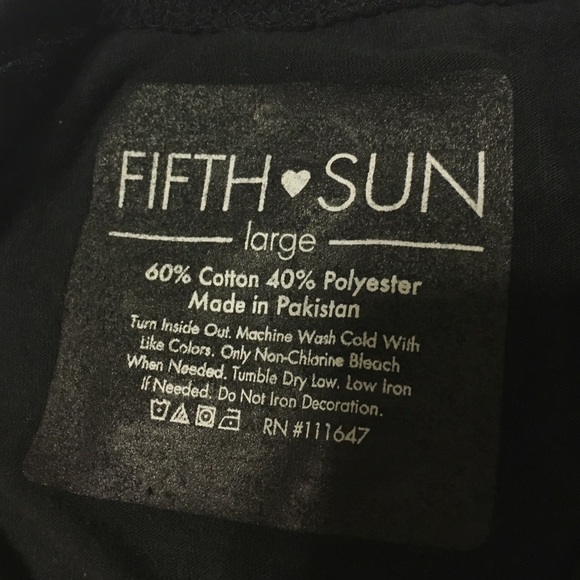 FIFTH♥SUN
large
60% Cotton 40% Polyester
Made in Pakistan
Turn Inside Out. Machine Wash Cold With
Like Colors. Only Non-Chlorine Bleach
When Needed. Tumble Dry Low. Low Iron
If Needed. Do Not Iron Decoration.
RN #111647